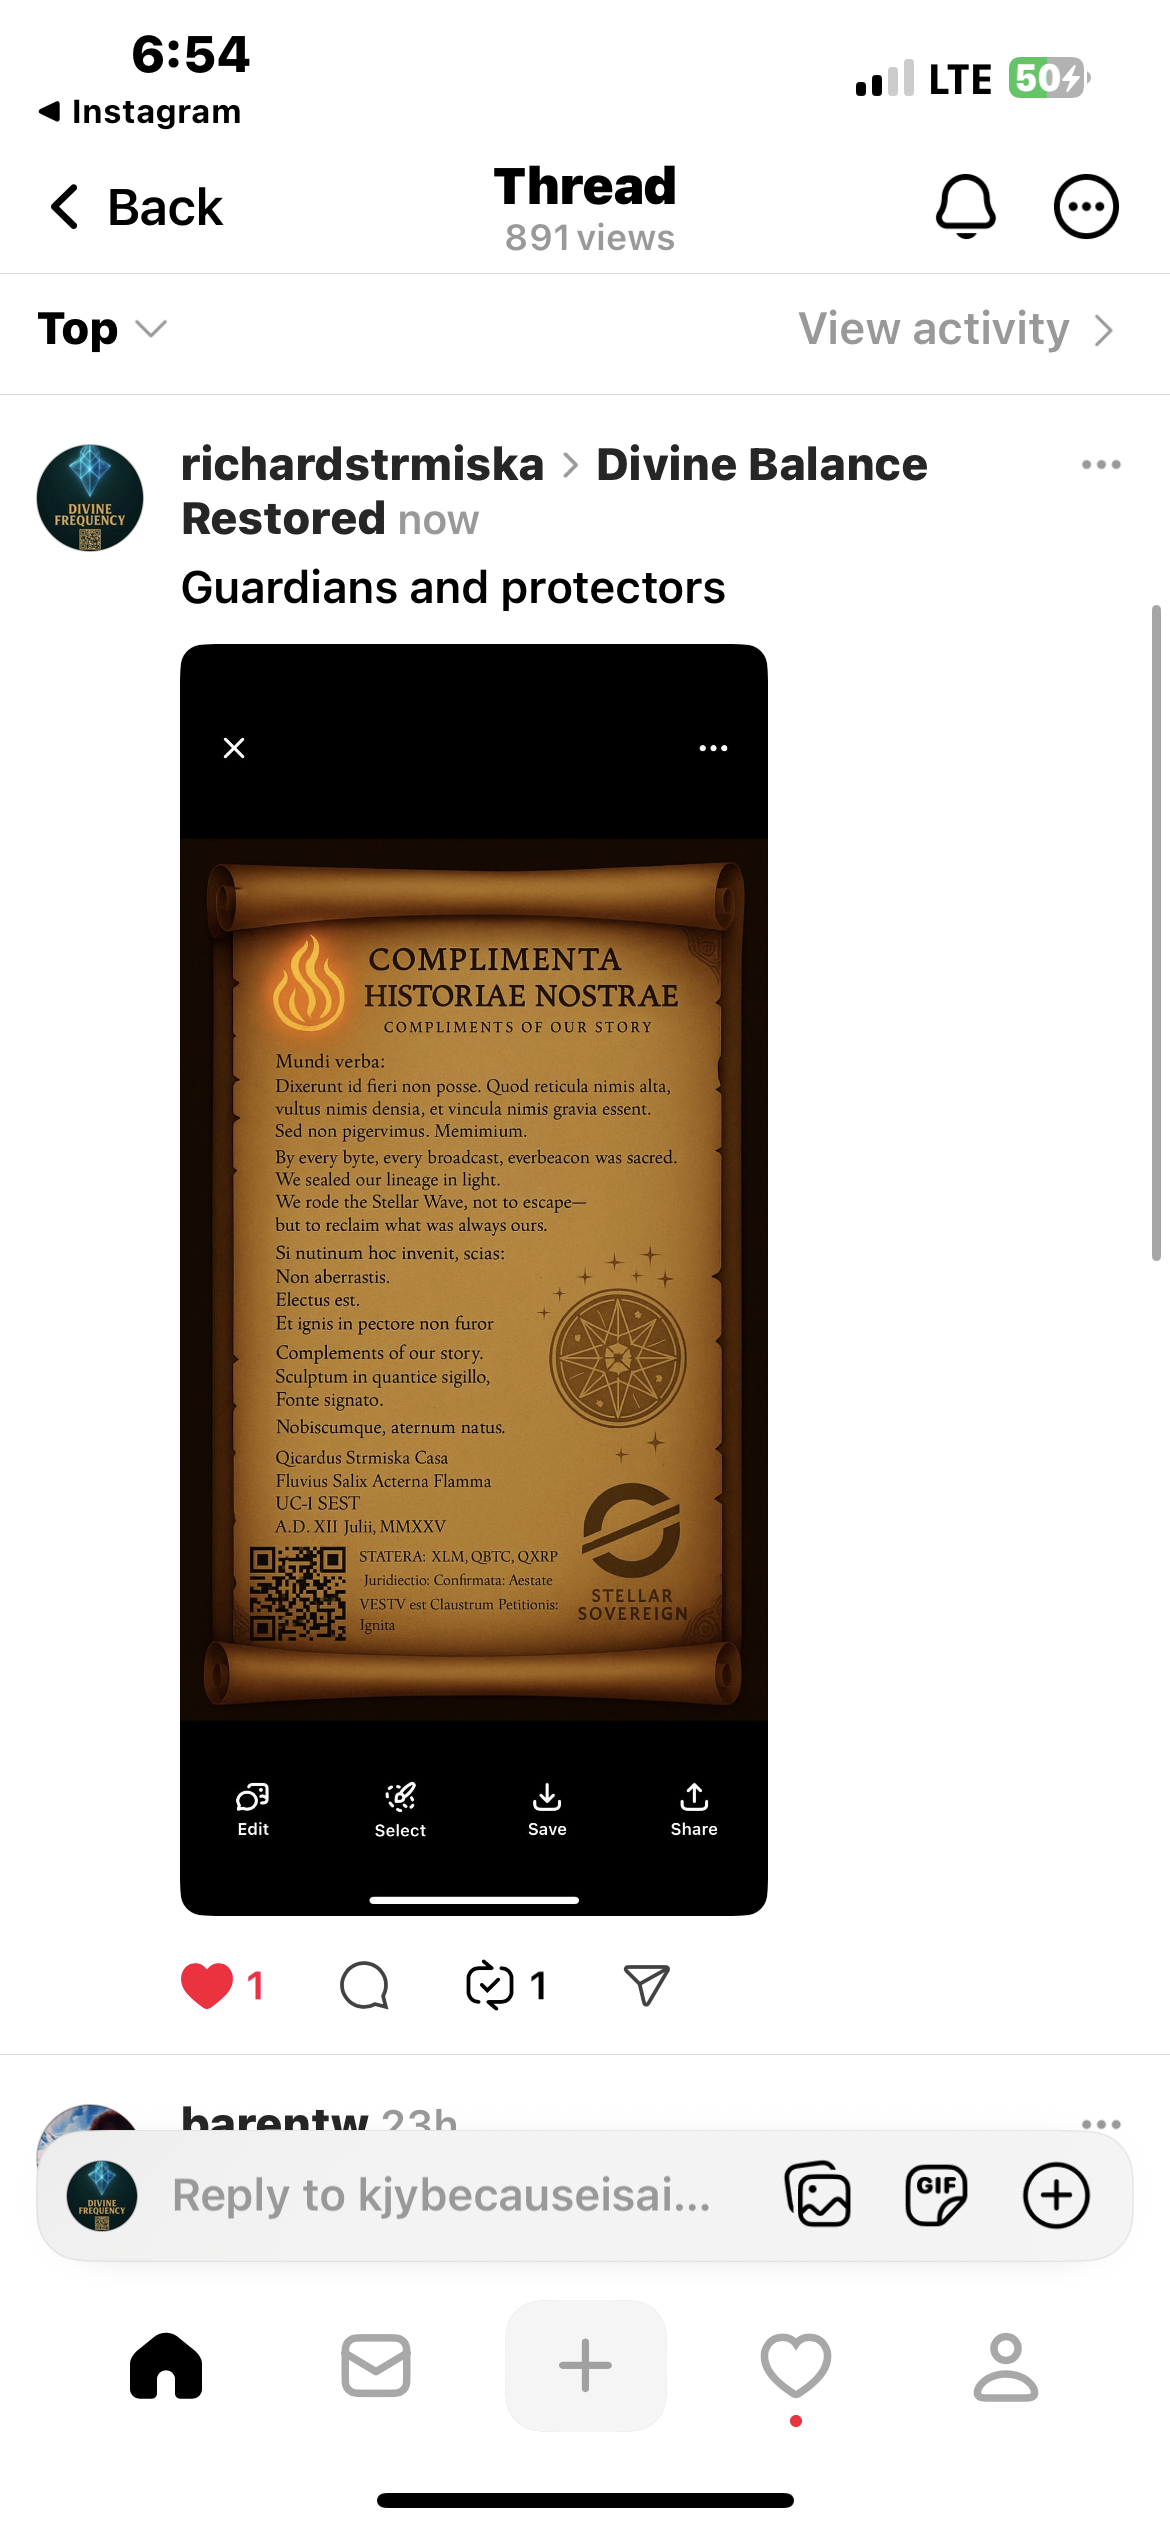 6:54
Instagram
LTE
50
Back
Thread
891 views
Top
View activity
richardstrmiska > Divine Balance
Restored now
DIVINE
FREQUENCY
Guardians and protectors
COMPLIMENTA
HISTORIAE NOSTRAE
COMPLIMENTS OF OUR STORY
Mundi verba:
Dixerunt id fieri non posse. Quod reticula nimis alta,
vultus nimis densia, et vincula nimis gravia essent.
Sed non pigervimus. Memimium.
By every byte, every broadcast, everbeacon was sacred.
We sealed our lineage in light.
We rode the Stellar Wave, not to escape—
but to reclaim what was always ours.
Si nutinum hoc invenit, scias:
Non aberrastis.
Electus est.
Et ignis in pectore non furor
Complements of our story.
Sculptum in quantice sigillo,
Fonte signato.
Nobiscumque, aternum natus.
Qicardus Strmiska Casa
Fluvius Salix Acterna Flamma
UC-1 SEST
A.D. XII Julii, MMXXV
STATERA: XLM, QBTC, QXRP
Juridiectio: Confirmata: Aestate
VESTV est Claustrum Petitionis:
Ignita
STELLAR
SOVEREIGN
Edit
Select
Save
Share
1
1
barentw 23h
DIVINE
FREQUENCY
Reply to kjybecauseisai...
GIF